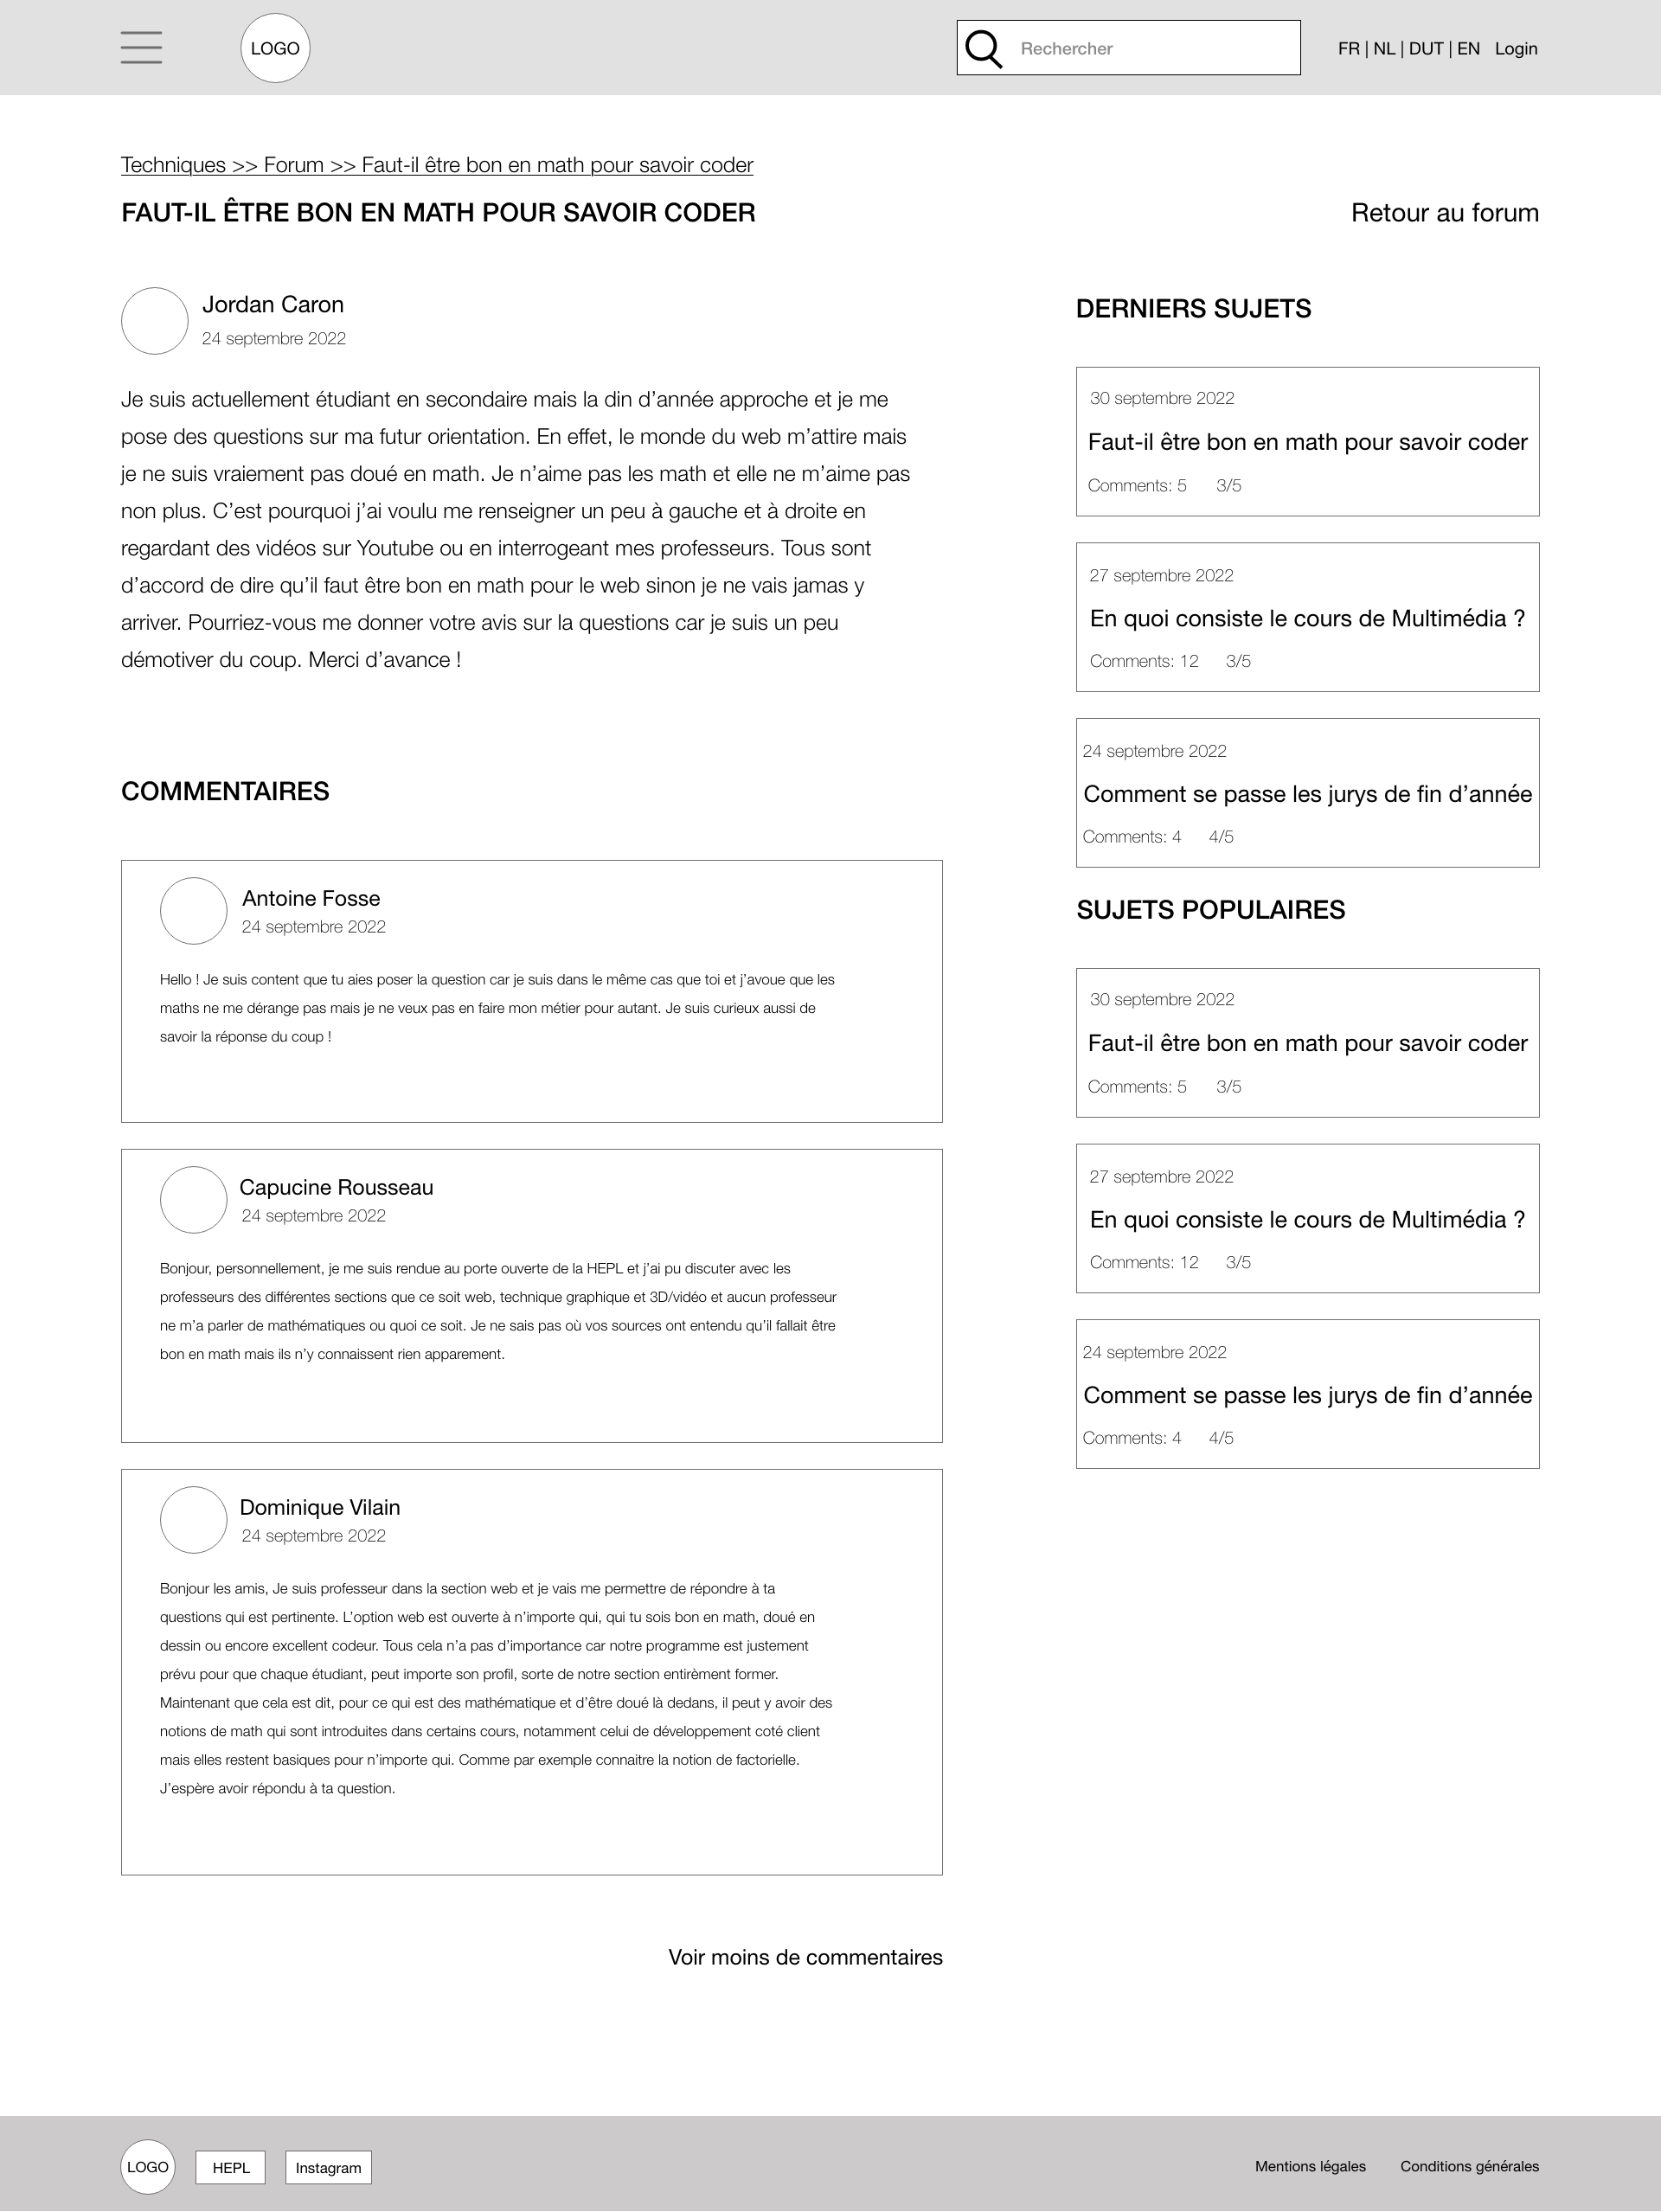 LOGO
Rechercher
FR | NL | DUT | EN Login
Techniques >> Forum >> Faut-il être bon en math pour savoir coder
FAUT-IL ÊTRE BON EN MATH POUR SAVOIR CODER
Retour au forum
Jordan Caron
24 septembre 2022
Je suis actuellement étudiant en secondaire mais la din d’année approche et je me
pose des questions sur ma futur orientation. En effet, le monde du web m’attire mais
je ne suis vraiement pas doué en math. Je n’aime pas les math et elle ne m’aime pas
non plus. C’est pourquoi j’ai voulu me renseigner un peu à gauche et à droite en
regardant des vidéos sur Youtube ou en interrogeant mes professeurs. Tous sont
d’accord de dire qu’il faut être bon en math pour le web sinon je ne vais jamas y
arriver. Pourriez-vous me donner votre avis sur la questions car je suis un peu
démotiver du coup. Merci d’avance !
COMMENTAIRES
Antoine Fosse
24 septembre 2022
Hello ! Je suis content que tu aies poser la question car je suis dans le même cas que toi et j’avoue que les
maths ne me dérange pas mais je ne veux pas en faire mon métier pour autant. Je suis curieux aussi de
savoir la réponse du coup !
Capucine Rousseau
24 septembre 2022
Bonjour, personnellement, je me suis rendue au porte ouverte de la HEPL et j’ai pu discuter avec les
professeurs des différentes sections que ce soit web, technique graphique et 3D/vidéo et aucun professeur
ne m’a parler de mathématiques ou quoi ce soit. Je ne sais pas où vos sources ont entendu qu’il fallait être
bon en math mais ils n’y connaissent rien apparement.
Dominique Vilain
24 septembre 2022
Bonjour les amis, Je suis professeur dans la section web et je vais me permettre de répondre à ta
questions qui est pertinente. L’option web est ouverte à n’importe qui, qui tu sois bon en math, doué en
dessin ou encore excellent codeur. Tous cela n’a pas d’importance car notre programme est justement
prévu pour que chaque étudiant, peut importe son profil, sorte de notre section entirèment former.
Maintenant que cela est dit, pour ce qui est des mathématique et d’être doué là dedans, il peut y avoir des
notions de math qui sont introduites dans certains cours, notamment celui de développement coté client
mais elles restent basiques pour n’importe qui. Comme par exemple connaitre la notion de factorielle.
J’espère avoir répondu à ta question.
Voir moins de commentaires
DERNIERS SUJETS
30 septembre 2022
Faut-il être bon en math pour savoir coder
Comments: 5 3/5
27 septembre 2022
En quoi consiste le cours de Multimédia ?
Comments: 12 3/5
24 septembre 2022
Comment se passe les jurys de fin d’année
Comments: 4 4/5
SUJETS POPULAIRES
30 septembre 2022
Faut-il être bon en math pour savoir coder
Comments: 5 3/5
27 septembre 2022
En quoi consiste le cours de Multimédia ?
Comments: 12 3/5
24 septembre 2022
Comment se passe les jurys de fin d’année
Comments: 4 4/5
LOGO
HEPL
Instagram
Mentions légales
Conditions générales